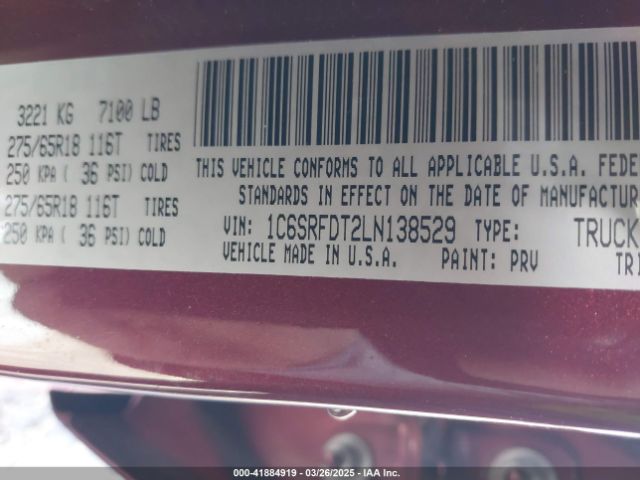 3221 KG 7100 LB
275/65R18 116T TIRES
250 KPA ( 36 PSI) COLD
275/65R18 116T TIRES
250 KPA ( 36 PSI) COLD
THIS VEHICLE CONFORMS TO ALL APPLICABLE U.S.A. FEDE
STANDARDS IN EFFECT ON THE DATE OF MANUFACTUR
VIN: 1C6SRFDT2LN138529 TYPE: TRUCK
VEHICLE MADE IN U.S.A. PAINT: PRV TRI
000-41884919 • 03/26/2025 • IAA Inc.